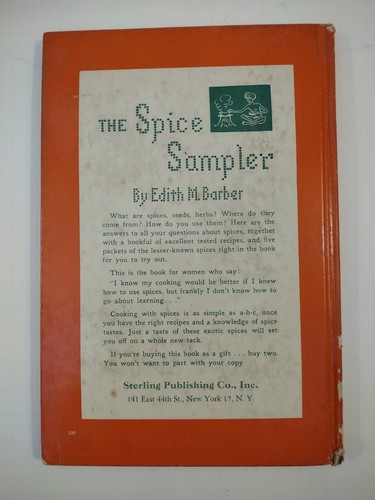 THE Spice
Sampler
By Edith M. Barber
What are spices, seeds, herbs? Where do they
come from? How do you use them? Here are the
answers to all your questions about spices, together
with a bookful of excellent tested recipes, and five
packets of the lesser-known spices right in the book
for you to try out.
This is the book for women who say:
"I know my cooking would be better if I knew
how to use spices, but frankly I don't know how to
go about learning. . ."
Cooking with spices is as simple as a-b-c, once
you have the right recipes and a knowledge of spice
tastes. Just a taste of these exotic spices will set
you off on a whole new tack.
If you're buying this book as a gift . . . buy two.
You won't want to part with your copy
Sterling Publishing Co., Inc.
141 East 44th St., New York 17, N. Y.